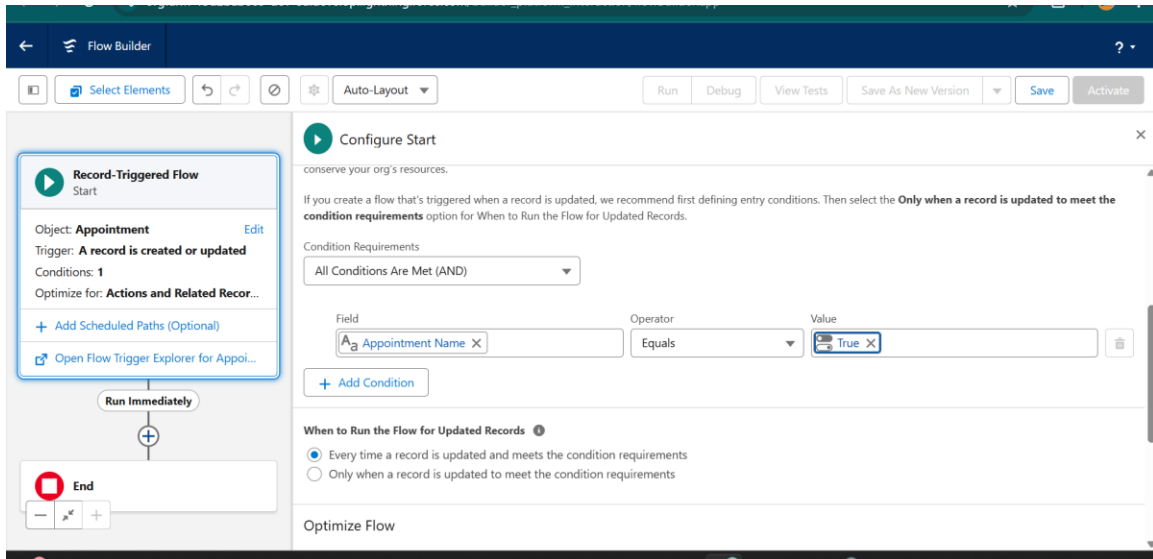 Flow Builder
?
Select Elements
Auto-Layout
Run
Debug
View Tests
Save As New Version
Save
Activate
Record-Triggered Flow
Start
Object: Appointment
Edit
Trigger: A record is created or updated
Conditions: 1
Optimize for: Actions and Related Recor...
+ Add Scheduled Paths (Optional)
Open Flow Trigger Explorer for Appoi...
Run Immediately
End
Configure Start
conserve your org's resources.
If you create a flow that's triggered when a record is updated, we recommend first defining entry conditions. Then select the Only when a record is updated to meet the
condition requirements option for When to Run the Flow for Updated Records.
Condition Requirements
All Conditions Are Met (AND)
Field
Operator
Value
Aa Appointment Name
Equals
True
+ Add Condition
When to Run the Flow for Updated Records
Every time a record is updated and meets the condition requirements
Only when a record is updated to meet the condition requirements
Optimize Flow